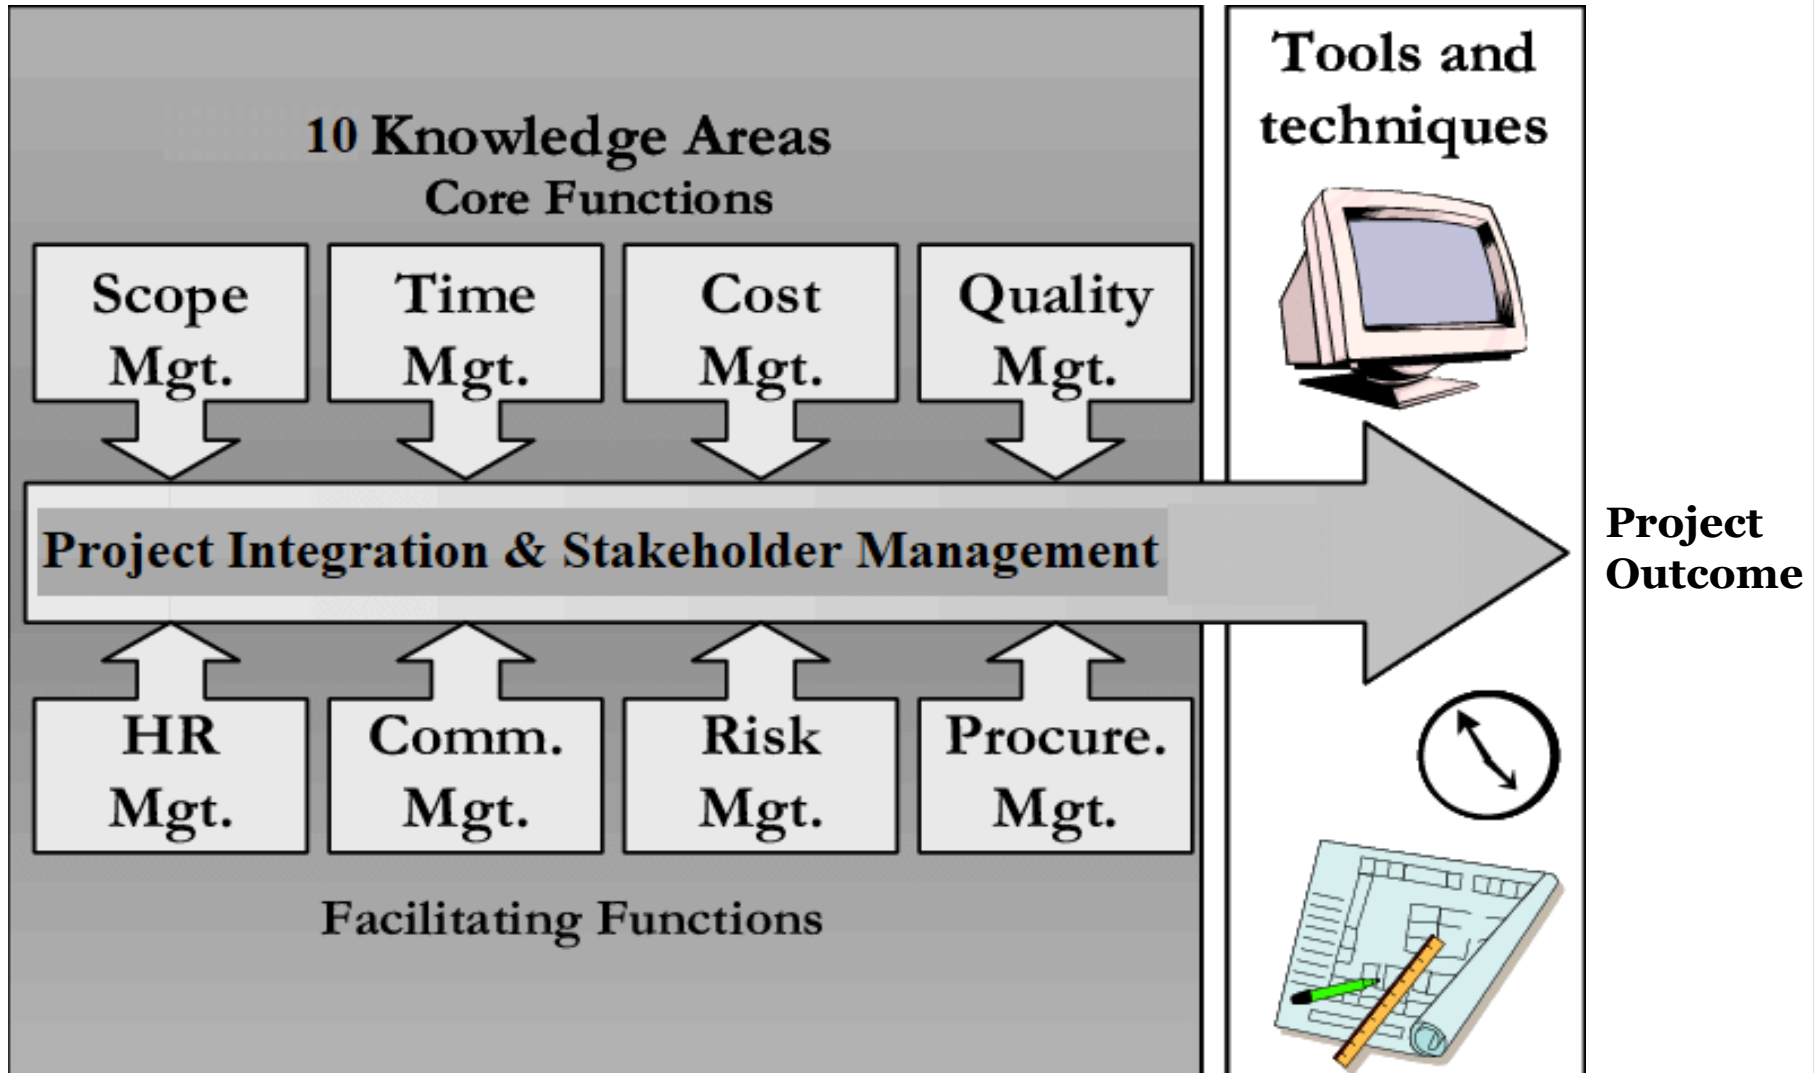 10 Knowledge Areas
Core Functions
Scope
Mgt.
Time
Mgt.
Cost
Mgt.
Quality
Mgt.
Project Integration & Stakeholder Management
HR
Mgt.
Comm.
Mgt.
Risk
Mgt.
Procure.
Mgt.
Facilitating Functions
Tools and
techniques
Project
Outcome